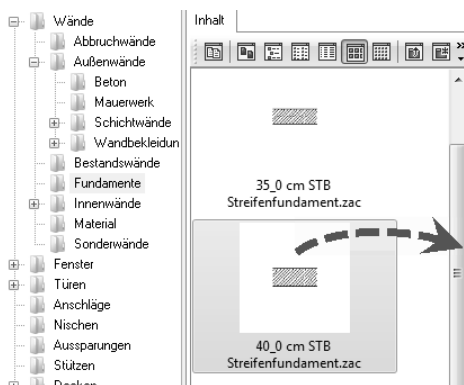 Wände
Abbruchwände
Außenwände
Beton
Mauerwerk
Schichtwände
Wandbekleidun
Bestandswände
Fundamente
Innenwände
Material
Sonderwände
Fenster
Türen
Anschläge
Nischen
Aussparungen
Stützen
Decken
Inhalt
35_0 cm STB
Streifenfundament.zac
40_0 cm STB
Streifenfundament.zac